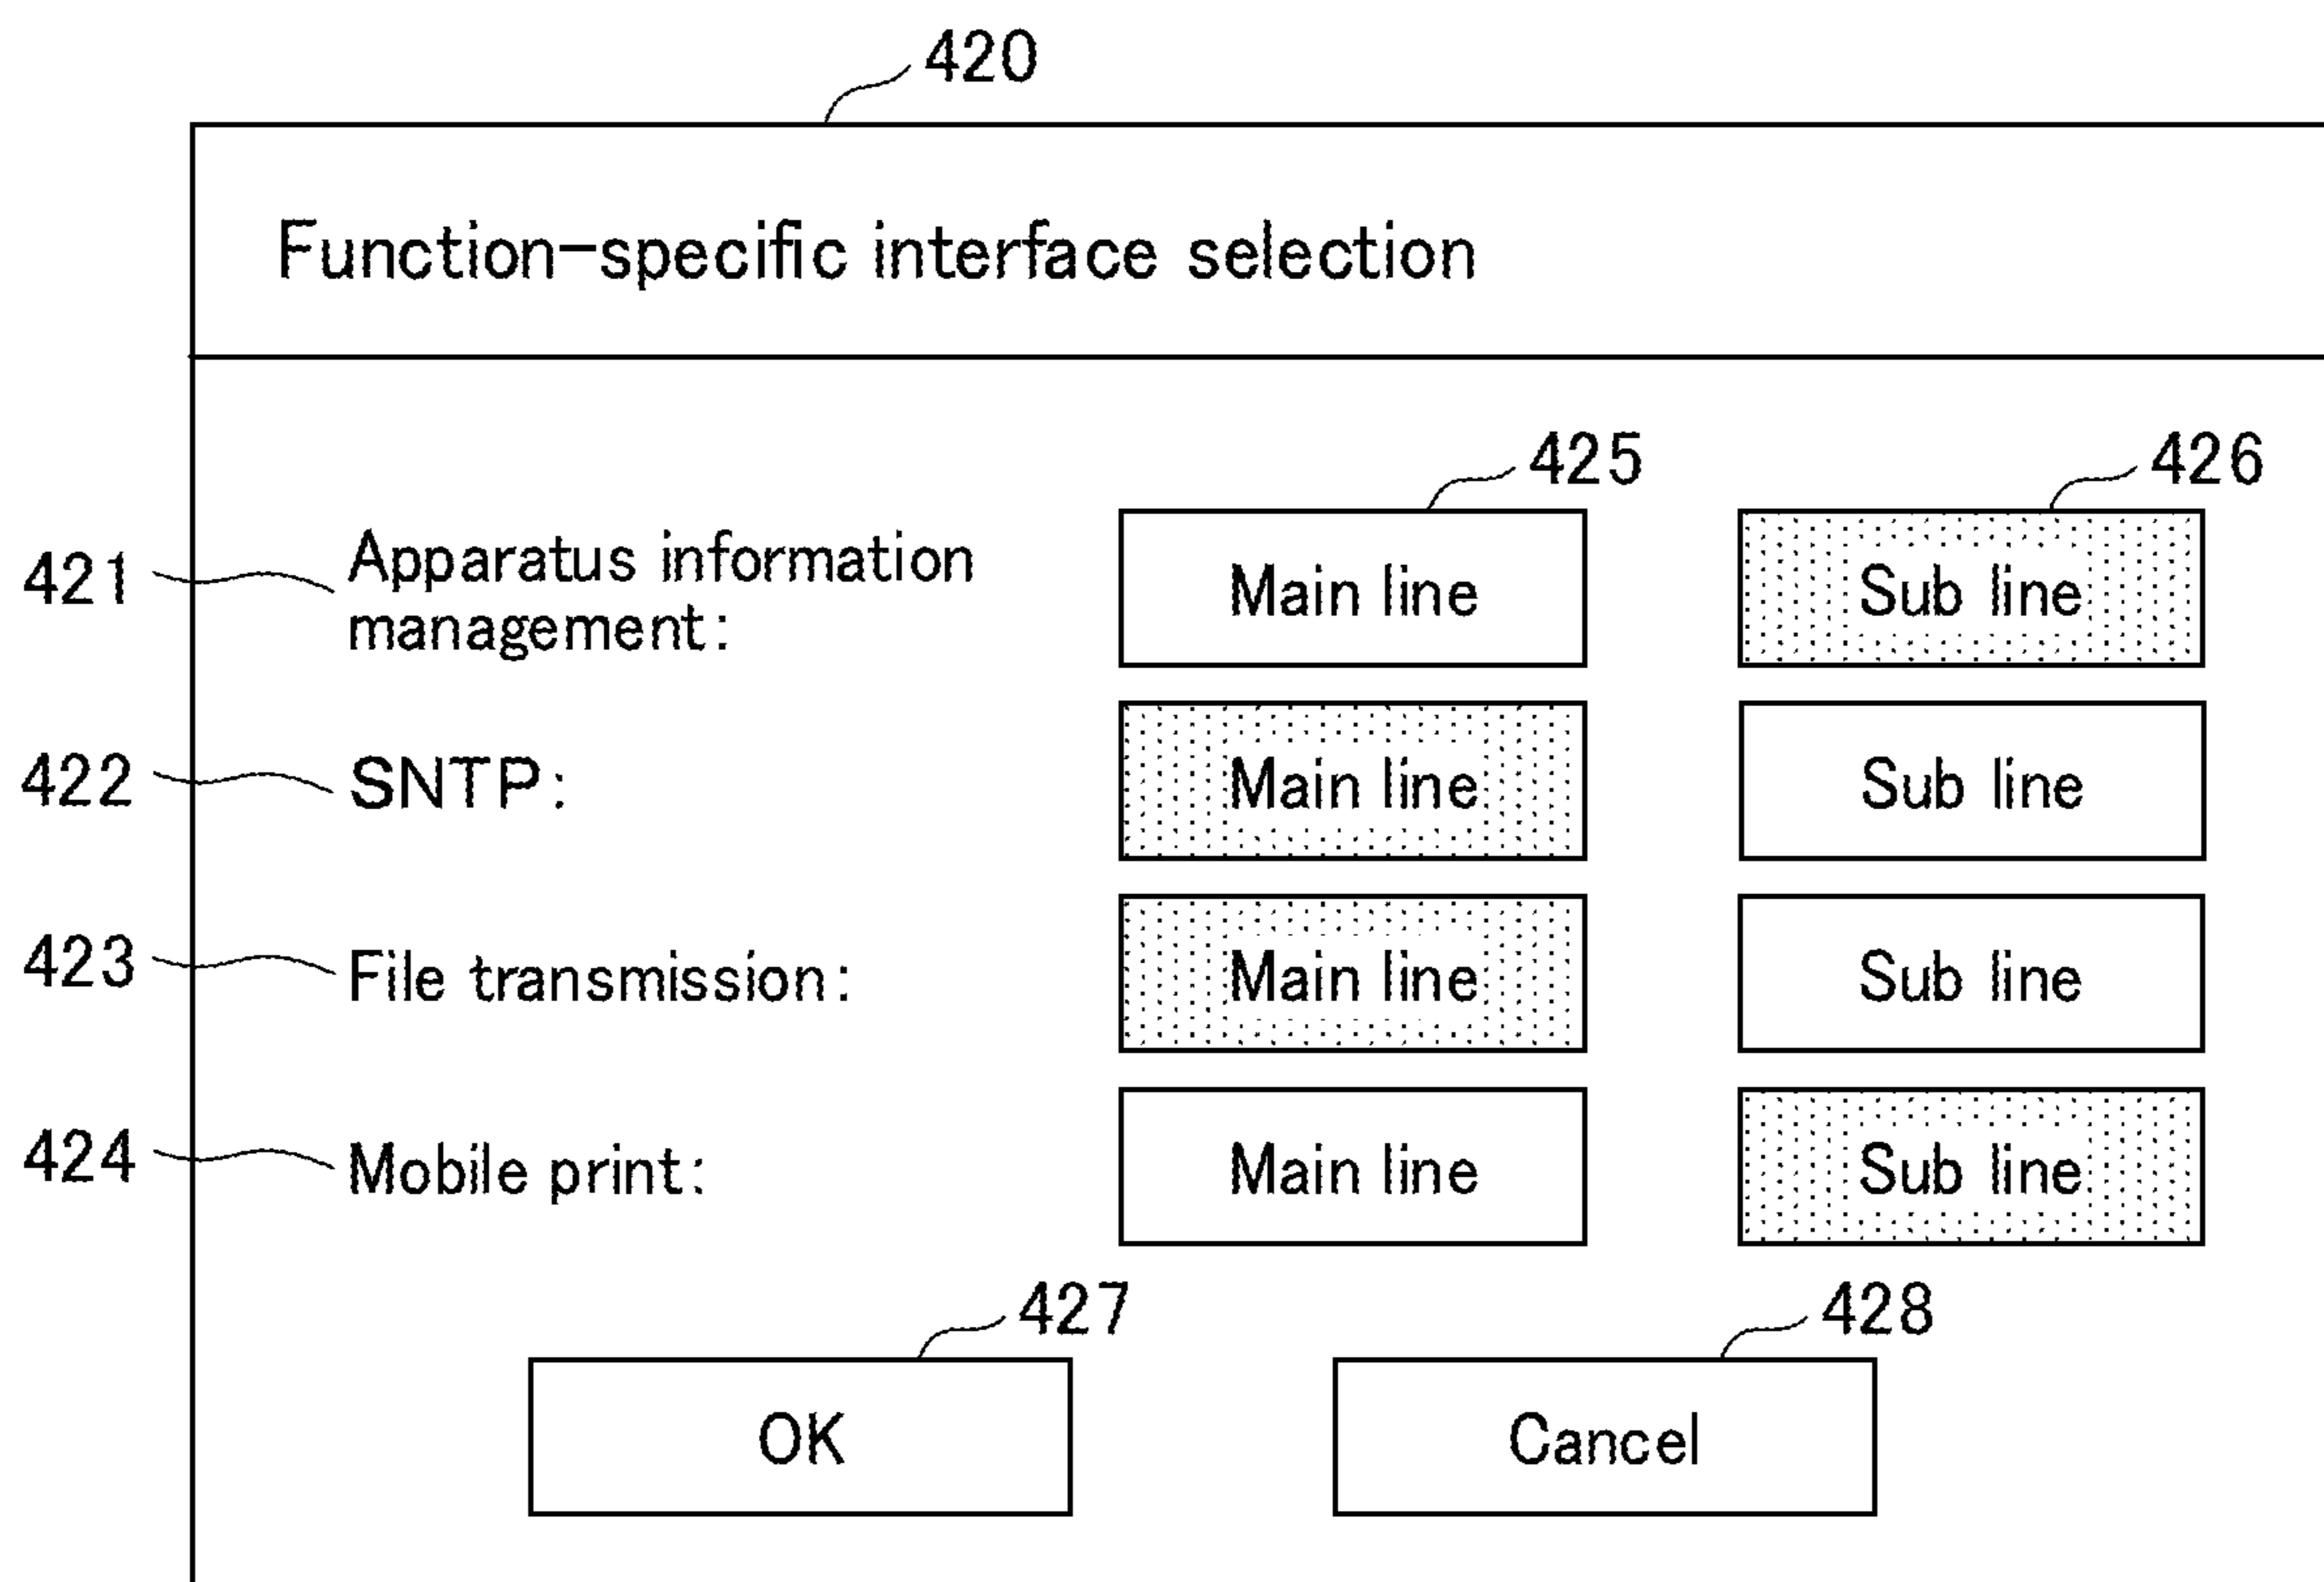 420
Function-specific interface selection
425 426
421 Apparatus information management: Main line Sub line
422 SNTP: Main line Sub line
423 File transmission: Main line Sub line
424 Mobile print: Main line Sub line
427 428
OK Cancel